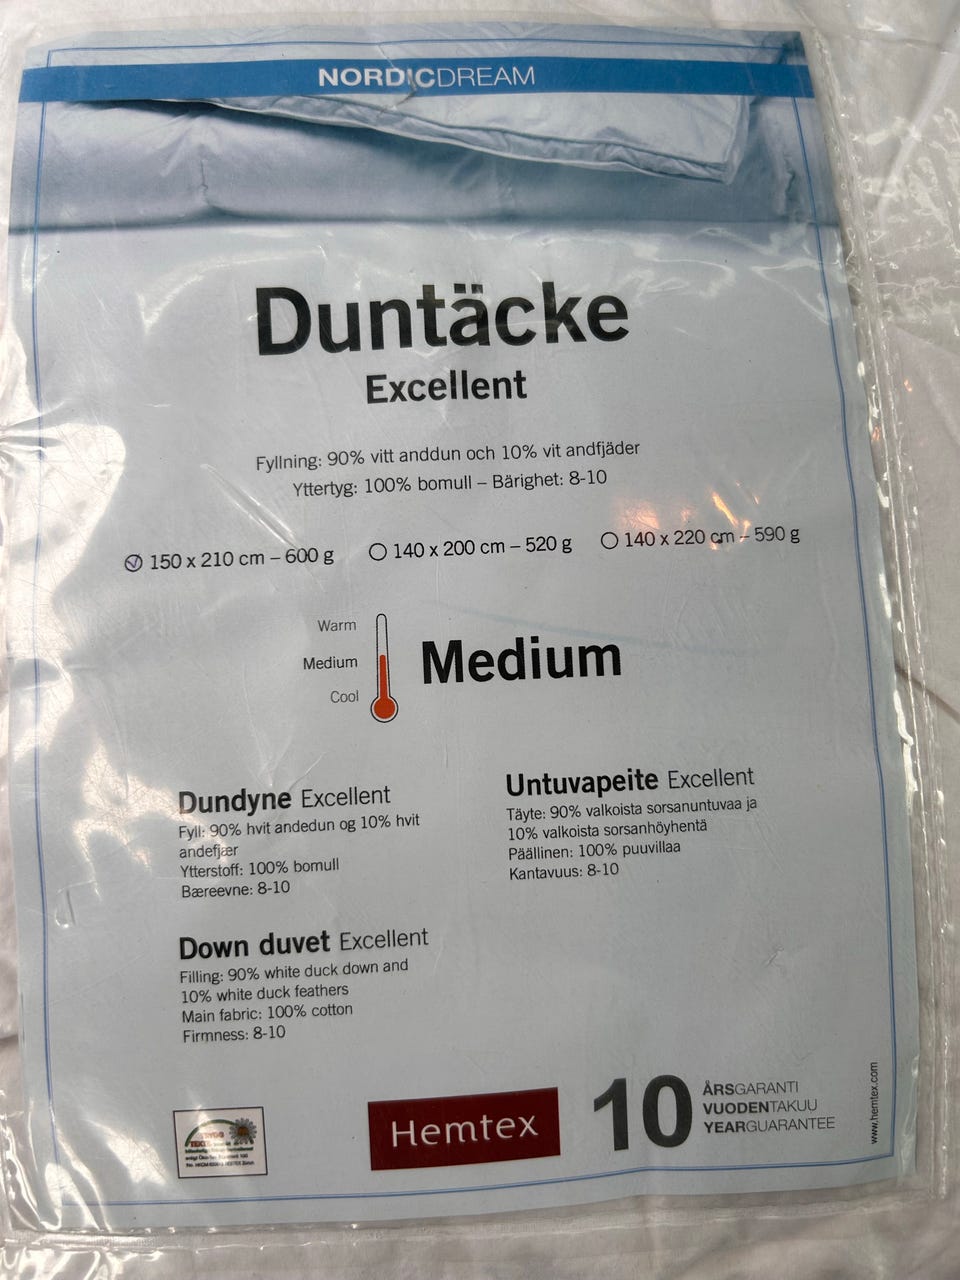 NORDICDREAM
Duntäcke
Excellent
Fyllning: 90% vitt anddun och 10% vit andfjäder
Yttertyg: 100% bomull – Bärighet: 8-10
150 x 210 cm – 600 g
140 x 200 cm – 520 g
140 x 220 cm – 590 g
Warm
Medium
Cool
Medium
Dundyne Excellent
Fyll: 90% hvit andedun og 10% hvit
andefjær
Ytterstoff: 100% bomull
Bæreevne: 8-10
Untuvapeite Excellent
Täyte: 90% valkoista sorsanuntuvaa ja
10% valkoista sorsanhöyhentä
Päällinen: 100% puuvillaa
Kantavuus: 8-10
Down duvet Excellent
Filling: 90% white duck down and
10% white duck feathers
Main fabric: 100% cotton
Firmness: 8-10
Hemtex
10
ÅRSGARANTI
VUODENTAKUU
YEARGUARANTEE
www.hemtex.com